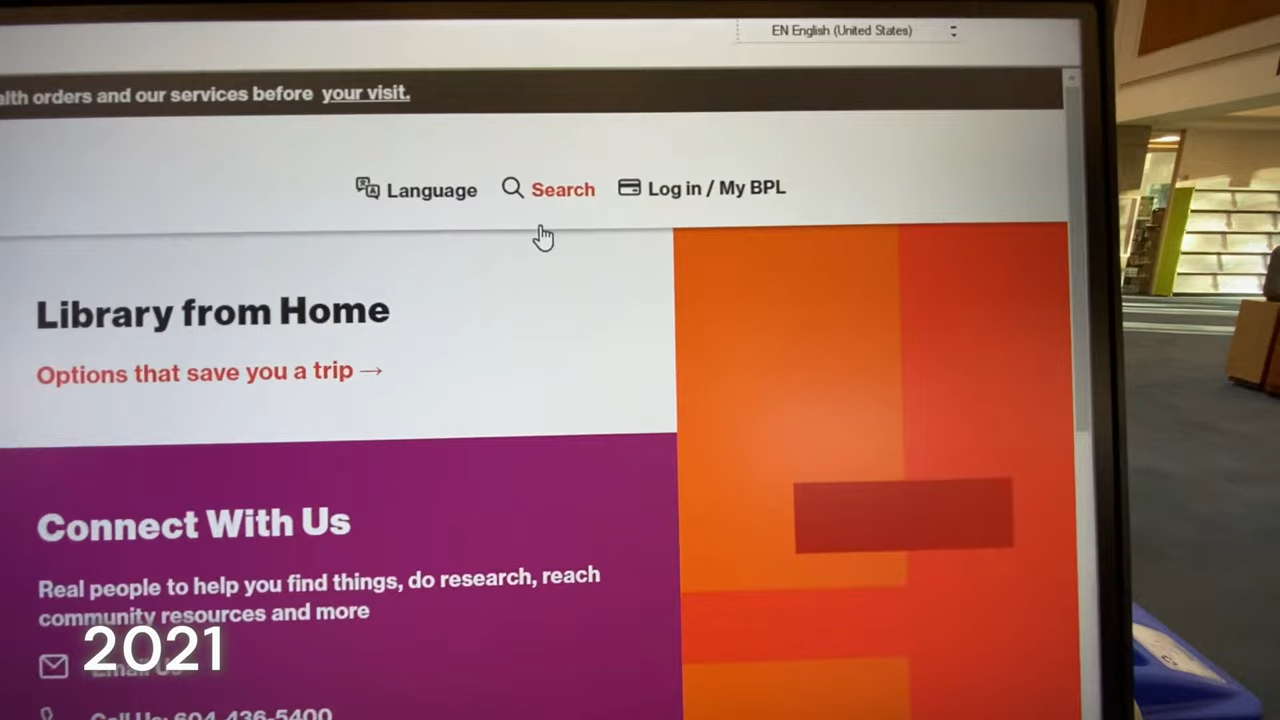 EN English (United States)
orders and our services before your visit.
Language Search Log in / My BPL
Library from Home
Options that save you a trip →
Connect With Us
Real people to help you find things, do research, reach
community resources and more
2021
Email Us
Call Us: 604-436-5400